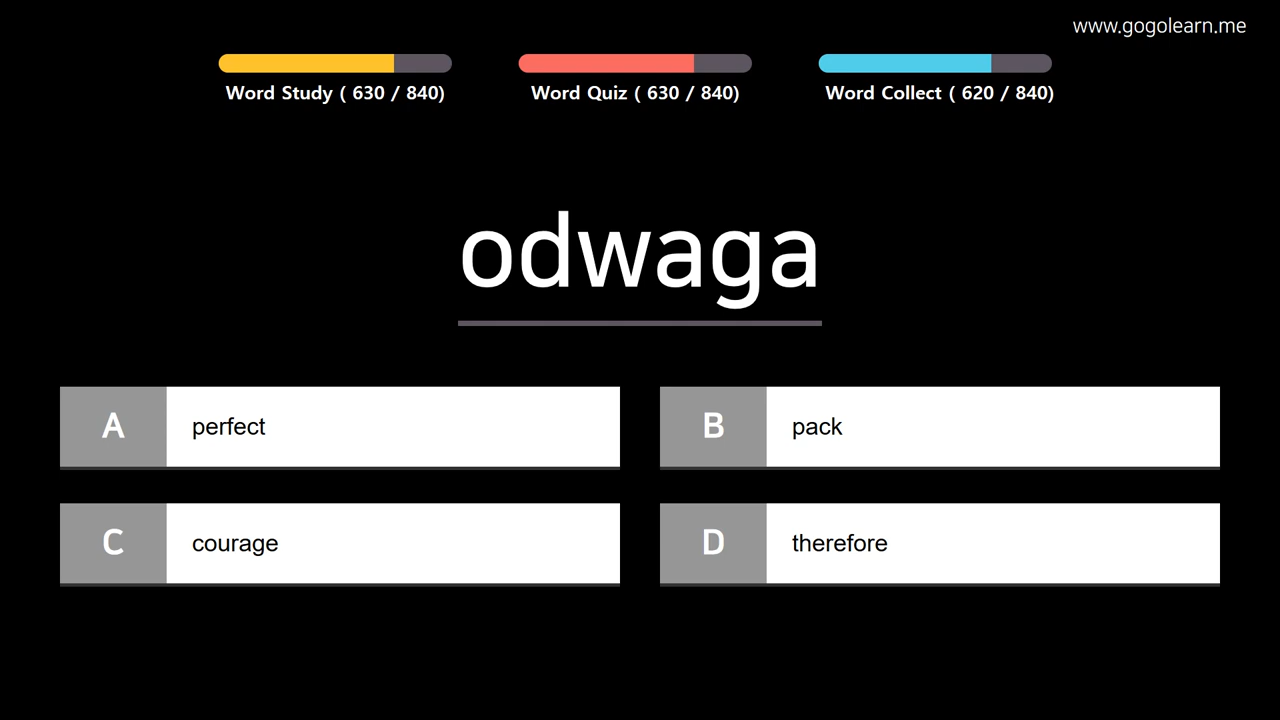 www.gogolearn.me
Word Study ( 630 / 840)
Word Quiz ( 630 / 840)
Word Collect ( 620 / 840)
odwaga
A perfect
B pack
C courage
D therefore